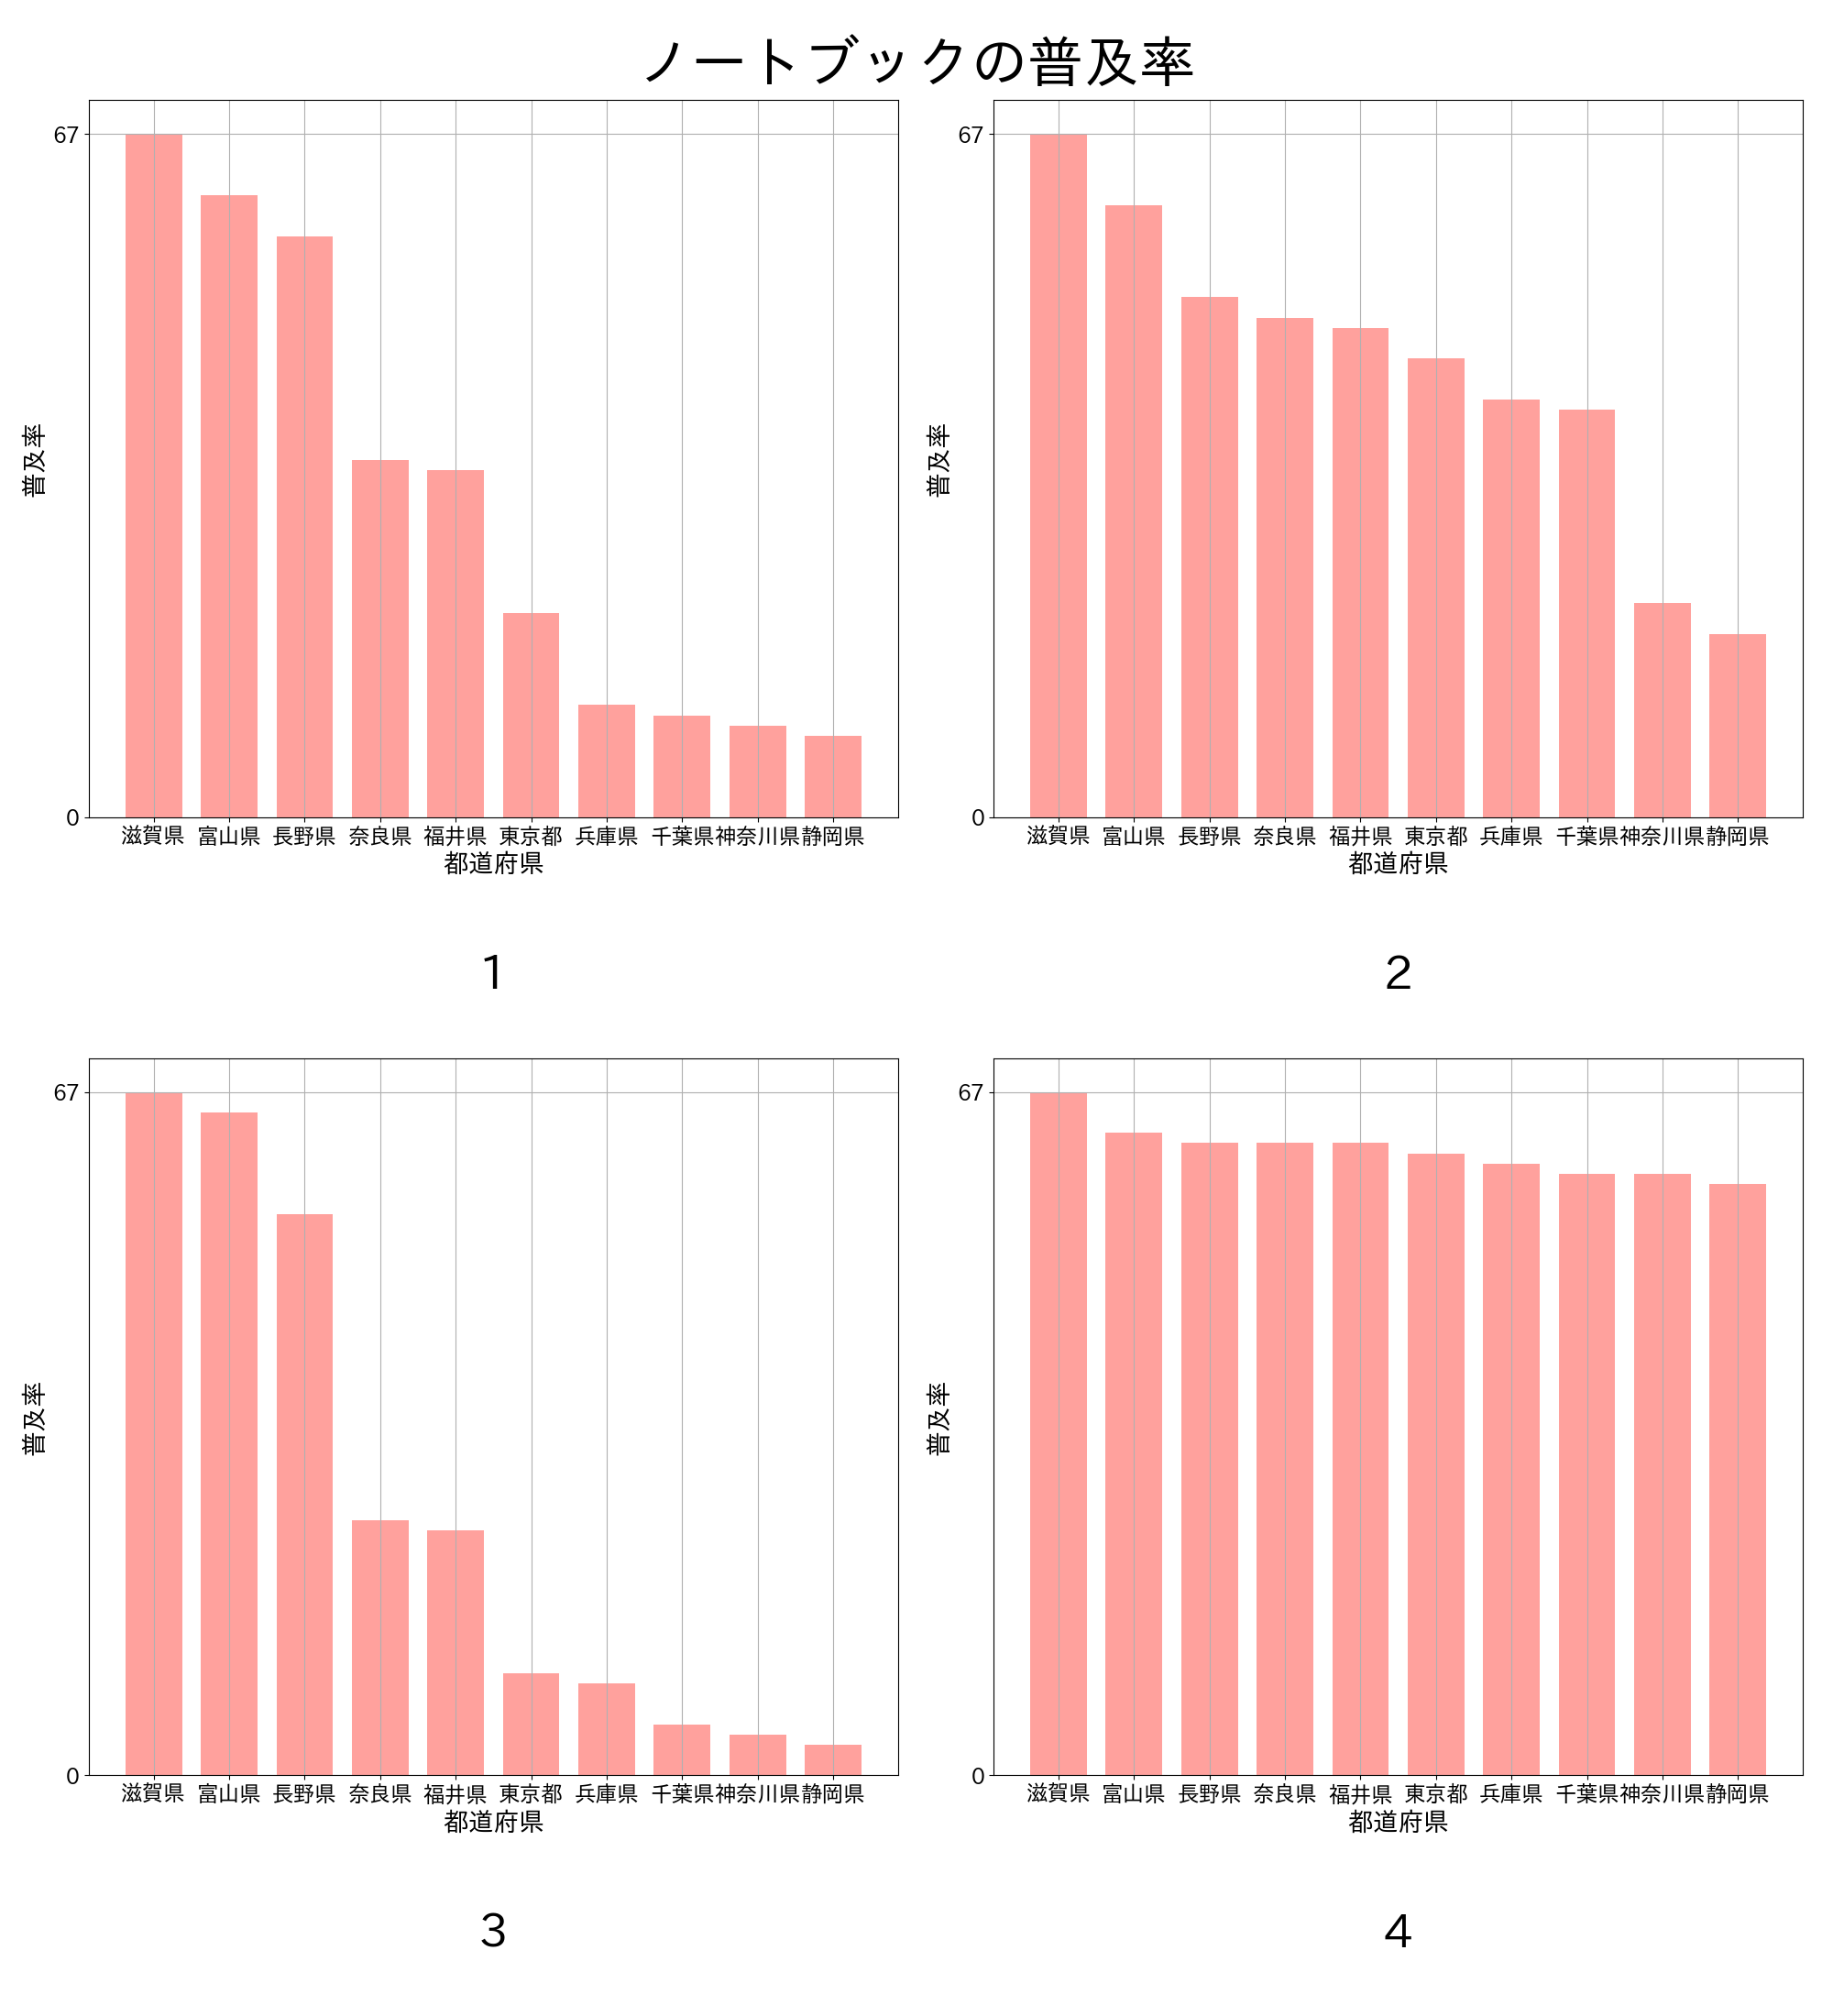 ノートブックの普及率
67
0
普及率
滋賀県 富山県 長野県 奈良県 福井県 東京都 兵庫県 千葉県 神奈川県 静岡県
都道府県
1
67
0
普及率
滋賀県 富山県 長野県 奈良県 福井県 東京都 兵庫県 千葉県 神奈川県 静岡県
都道府県
2
67
0
普及率
滋賀県 富山県 長野県 奈良県 福井県 東京都 兵庫県 千葉県 神奈川県 静岡県
都道府県
3
67
0
普及率
滋賀県 富山県 長野県 奈良県 福井県 東京都 兵庫県 千葉県 神奈川県 静岡県
都道府県
4